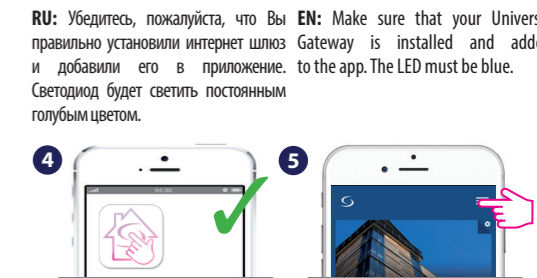 RU: Убедитесь, пожалуйста, что Вы
правильно установили интернет шлюз
и добавили его в приложение.
Светодиод будет светить постоянным
голубым цветом.
EN: Make sure that your Univers
Gateway is installed and adde
to the app. The LED must be blue.
4
5